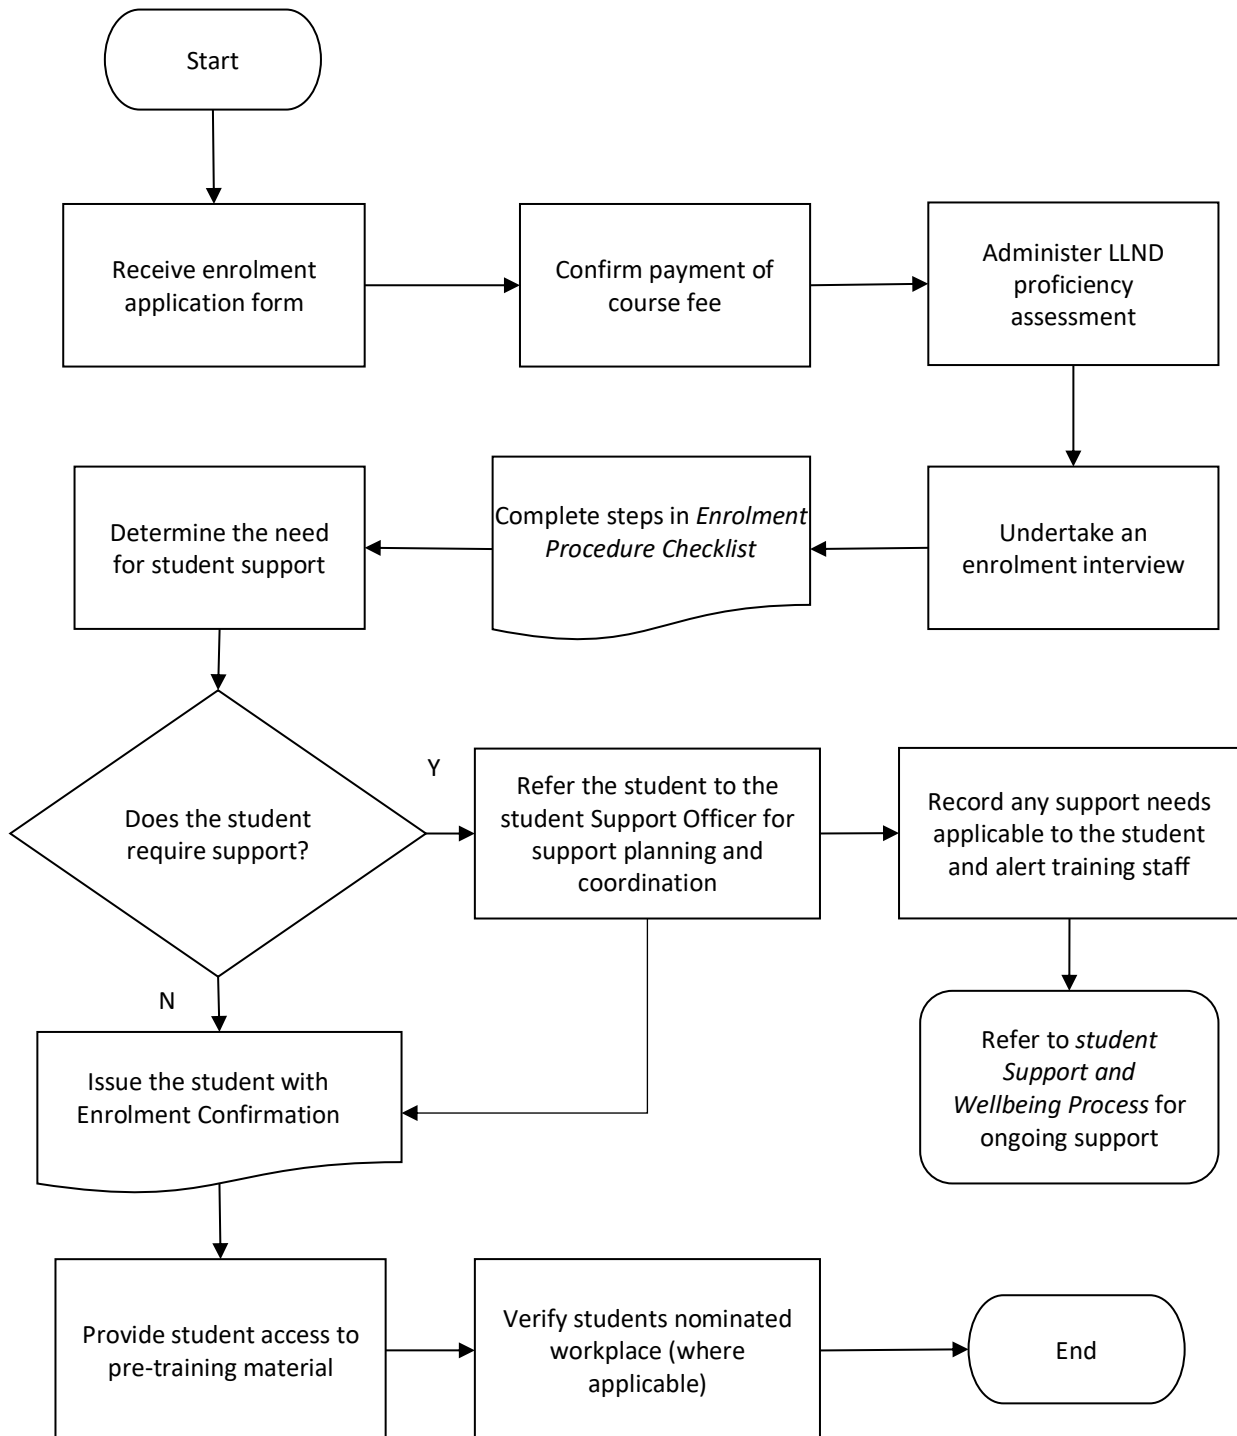 Start
Receive enrolment
application form
Confirm payment of
course fee
Administer LLND
proficiency
assessment
Undertake an
enrolment interview
Complete steps in Enrolment
Procedure Checklist
Determine the need
for student support
Does the student
require support?
Y
Refer the student to the
student Support Officer for
support planning and
coordination
Record any support needs
applicable to the student
and alert training staff
Refer to student
Support and
Wellbeing Process for
ongoing support
N
Issue the student with
Enrolment Confirmation
Provide student access to
pre-training material
Verify students nominated
workplace (where
applicable)
End